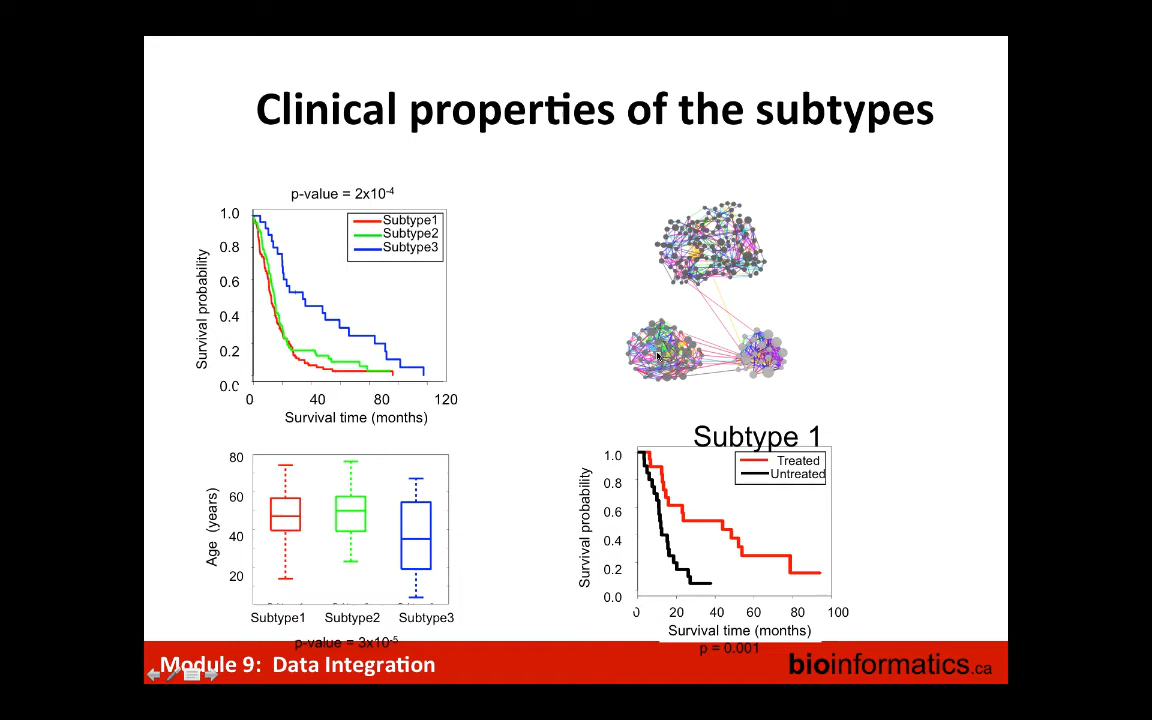 Clinical properties of the subtypes
p-value = 2x10-4
Survival probability
1.0
0.8
0.6
0.4
0.2
0.0
Subtype1
Subtype2
Subtype3
0 40 80 120
Survival time (months)
Age (years)
80
60
40
20
Subtype1 Subtype2 Subtype3
p-value = 3x10-5
Subtype 1
Survival probability
1.0
0.8
0.6
0.4
0.2
0.0
Treated
Untreated
0 20 40 60 80 100
Survival time (months)
p = 0.001
Module 9: Data Integration
bioinformatics.ca